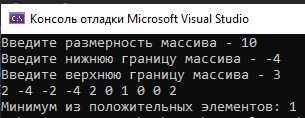 Консоль отладки Microsoft Visual Studio
Введите размерность массива - 10
Введите нижнюю границу массива - -4
Введите верхнюю границу массива - 3
2 -4 -2 -4 2 0 1 0 0 2
Минимум из положительных элементов: 1